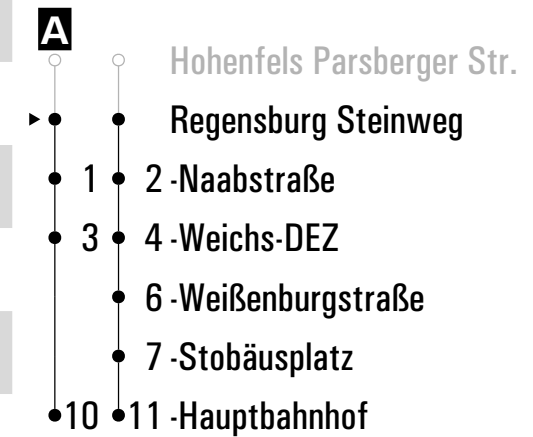 A
Hohenfels Parsberger Str.
Regensburg Steinweg
1 2 -Naabstraße
3 4 -Weichs-DEZ
6 -Weißenburgstraße
7 -Stobäusplatz
10 11 -Hauptbahnhof